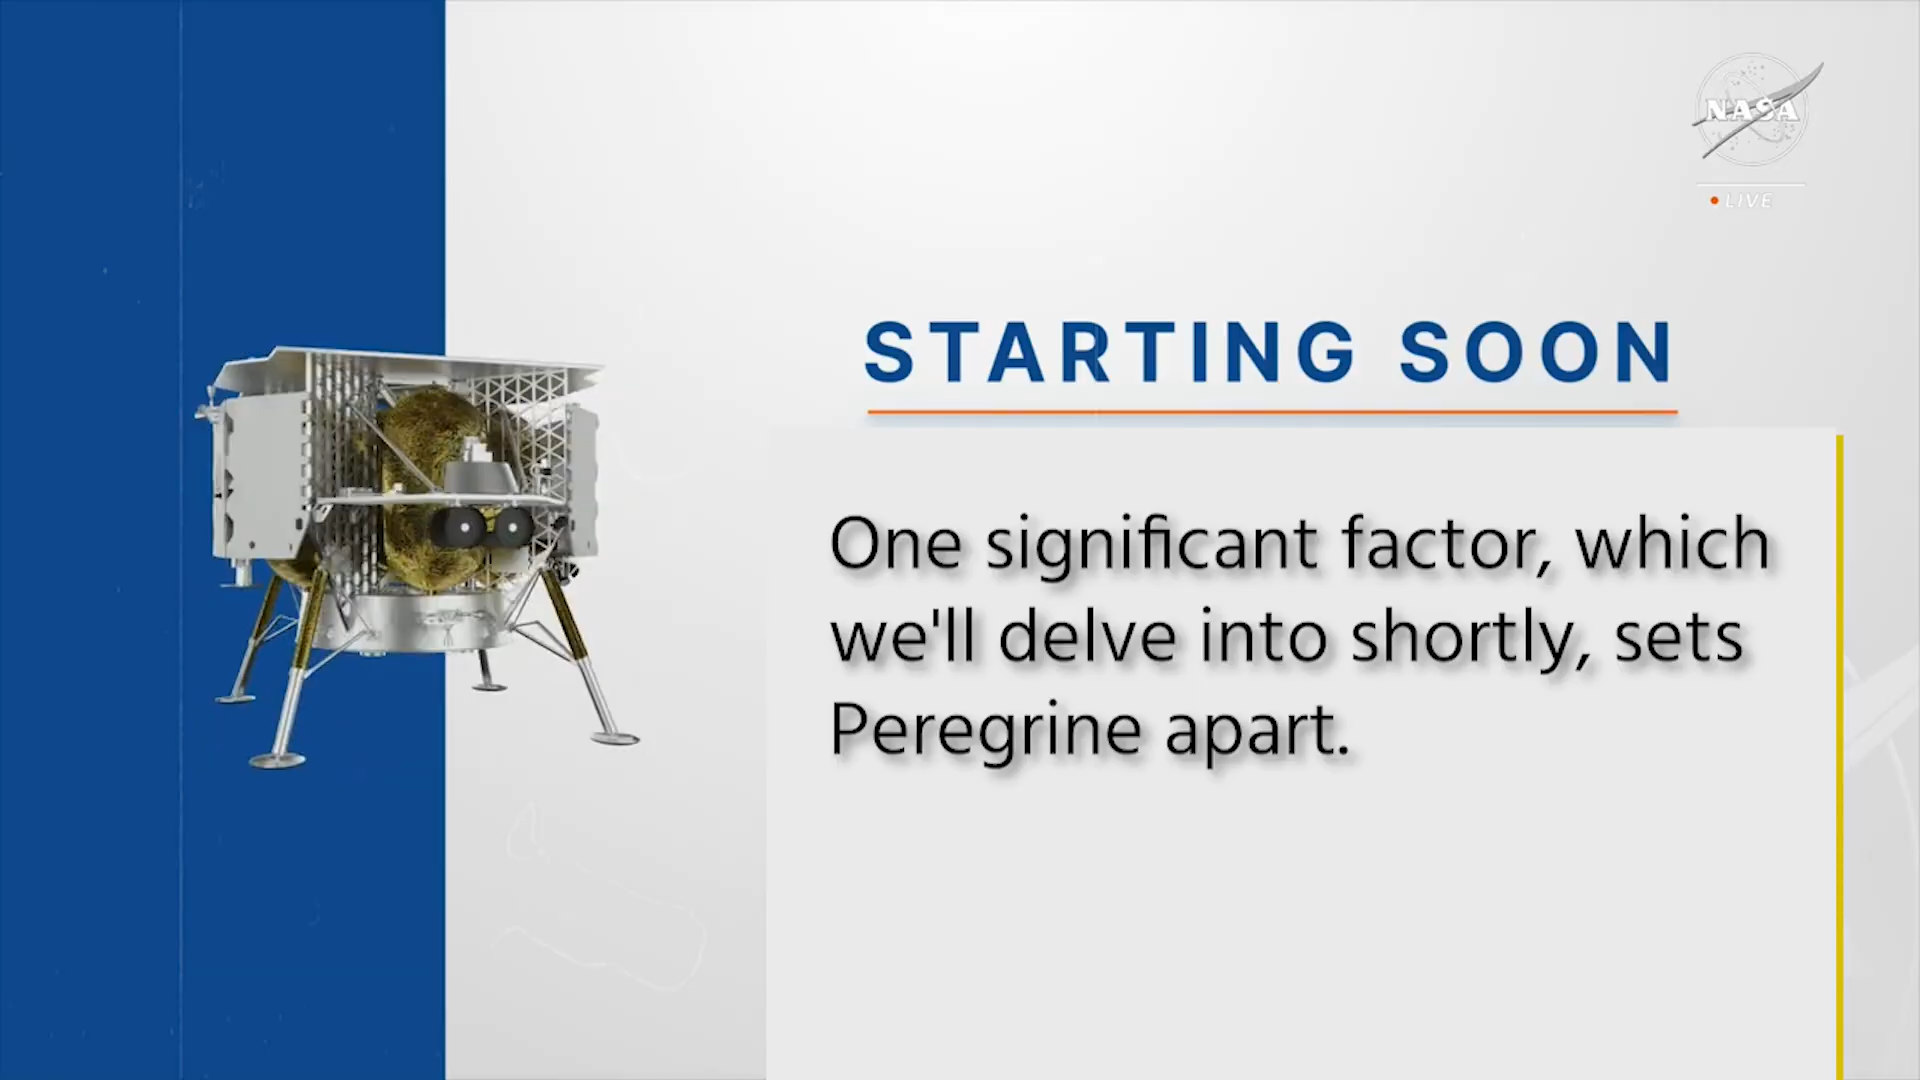 NASA
LIVE
STARTING SOON
One significant factor, which
we'll delve into shortly, sets
Peregrine apart.